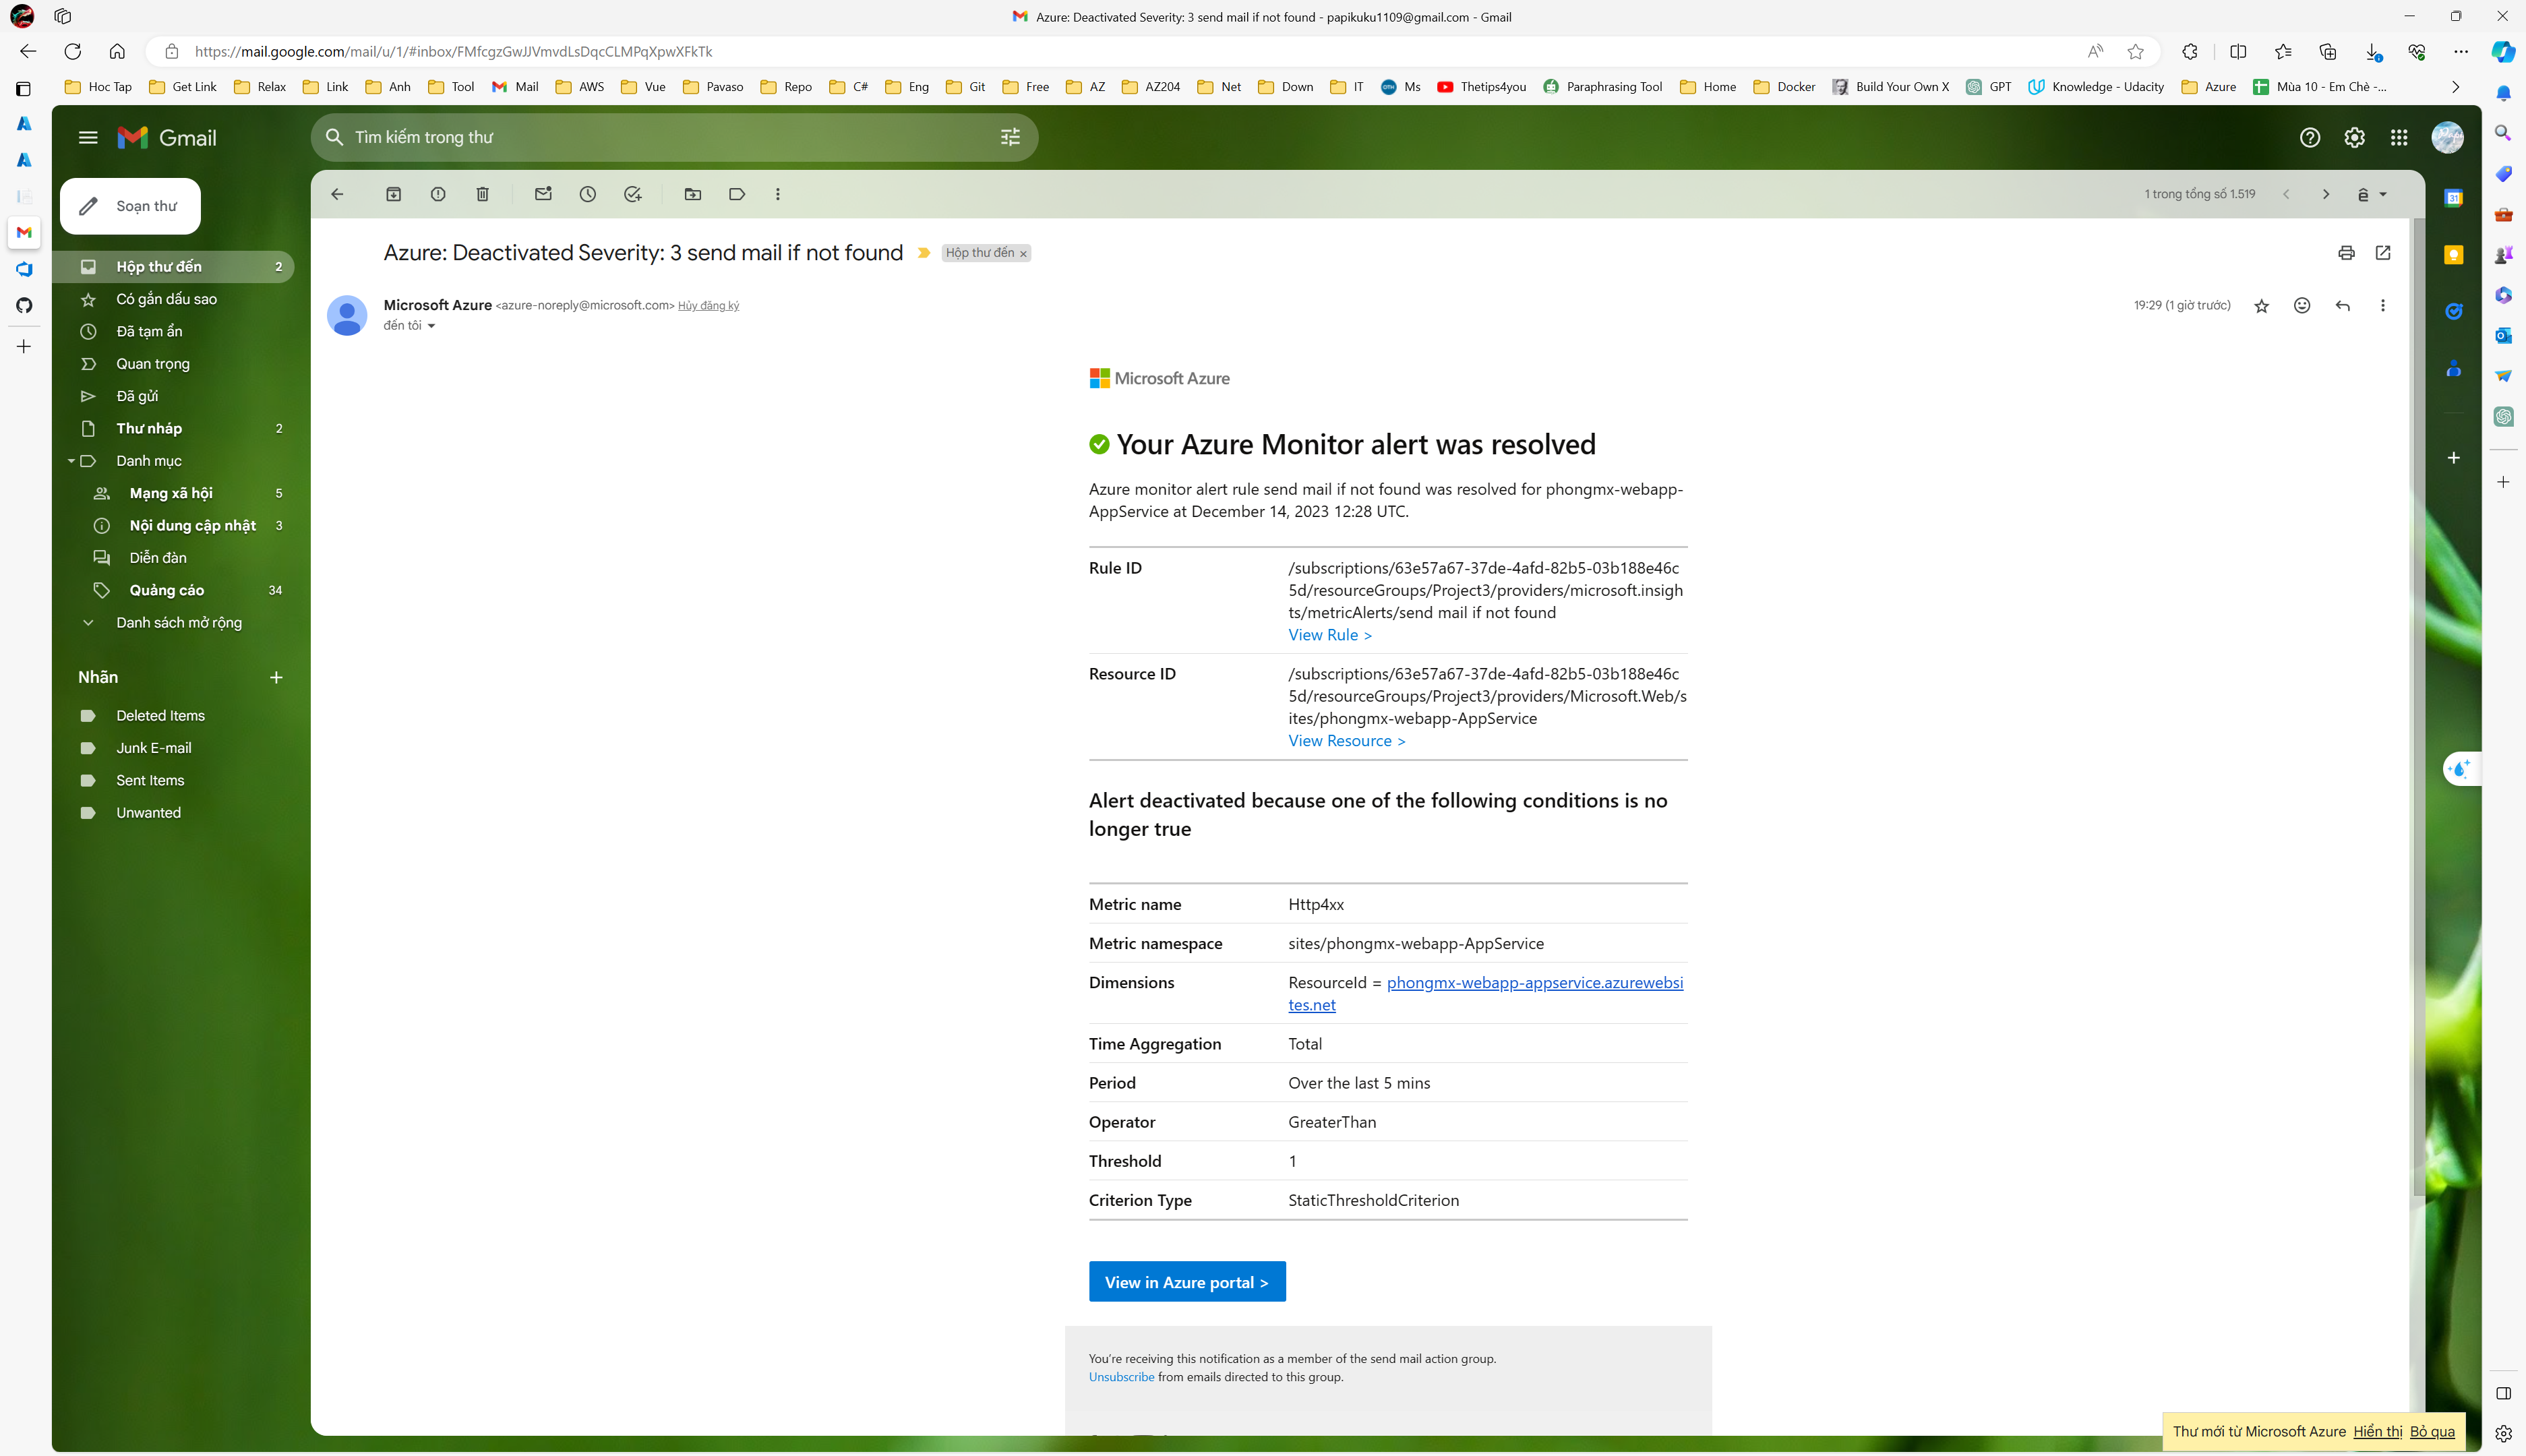 Azure: Deactivated Severity: 3 send mail if not found - papikuku1109@gmail.com - Gmail
https://mail.google.com/mail/u/1/#inbox/FMfcgzGwJJVmvdLsDqcCLMPqXpwXFkTk
Hoc Tap Get Link Relax Link Anh Tool Mail AWS Vue Pavaso Repo C# Eng Git Free AZ AZ204 Net Down IT Ms Thetips4you Paraphrasing Tool Home Docker Build Your Own X GPT Knowledge - Udacity Azure Mùa 10 - Em Chè -...
Gmail
Tìm kiếm trong thư
Soạn thư
1 trong tổng số 1.519
Hộp thư đến 2
Có gắn dấu sao
Đã tạm ẩn
Quan trọng
Đã gửi
Thư nháp 2
Danh mục
Mạng xã hội 5
Nội dung cập nhật 3
Diễn đàn
Quảng cáo 34
Danh sách mở rộng
Nhãn
Deleted Items
Junk E-mail
Sent Items
Unwanted
Azure: Deactivated Severity: 3 send mail if not found Hộp thư đến x
Microsoft Azure <azure-noreply@microsoft.com> Hủy đăng ký
19:29 (1 giờ trước)
đến tôi
Microsoft Azure
Your Azure Monitor alert was resolved
Azure monitor alert rule send mail if not found was resolved for phongmx-webapp-
AppService at December 14, 2023 12:28 UTC.
Rule ID /subscriptions/63e57a67-37de-4afd-82b5-03b188e46c
5d/resourceGroups/Project3/providers/microsoft.insigh
ts/metricAlerts/send mail if not found
View Rule >
Resource ID /subscriptions/63e57a67-37de-4afd-82b5-03b188e46c
5d/resourceGroups/Project3/providers/Microsoft.Web/s
ites/phongmx-webapp-AppService
View Resource >
Alert deactivated because one of the following conditions is no
longer true
Metric name Http4xx
Metric namespace sites/phongmx-webapp-AppService
Dimensions ResourceId = phongmx-webapp-appservice.azurewebsi
tes.net
Time Aggregation Total
Period Over the last 5 mins
Operator GreaterThan
Threshold 1
Criterion Type StaticThresholdCriterion
View in Azure portal >
You're receiving this notification as a member of the send mail action group.
Unsubscribe from emails directed to this group.
Thư mới từ Microsoft Azure Hiển thị Bỏ qua